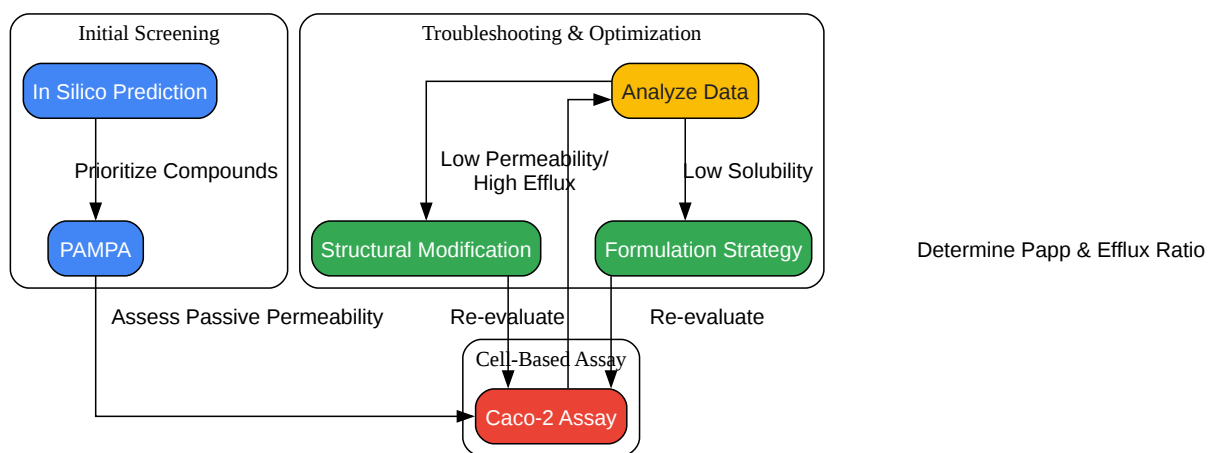 Initial Screening
Troubleshooting & Optimization
In Silico Prediction
Analyze Data
Prioritize Compounds
Low Permeability/
High Efflux
Low Solubility
PAMPA
Structural Modification
Formulation Strategy
Determine Papp & Efflux Ratio
Assess Passive Permeability
Re-evaluate
Re-evaluate
Cell-Based Assay
Caco-2 Assay